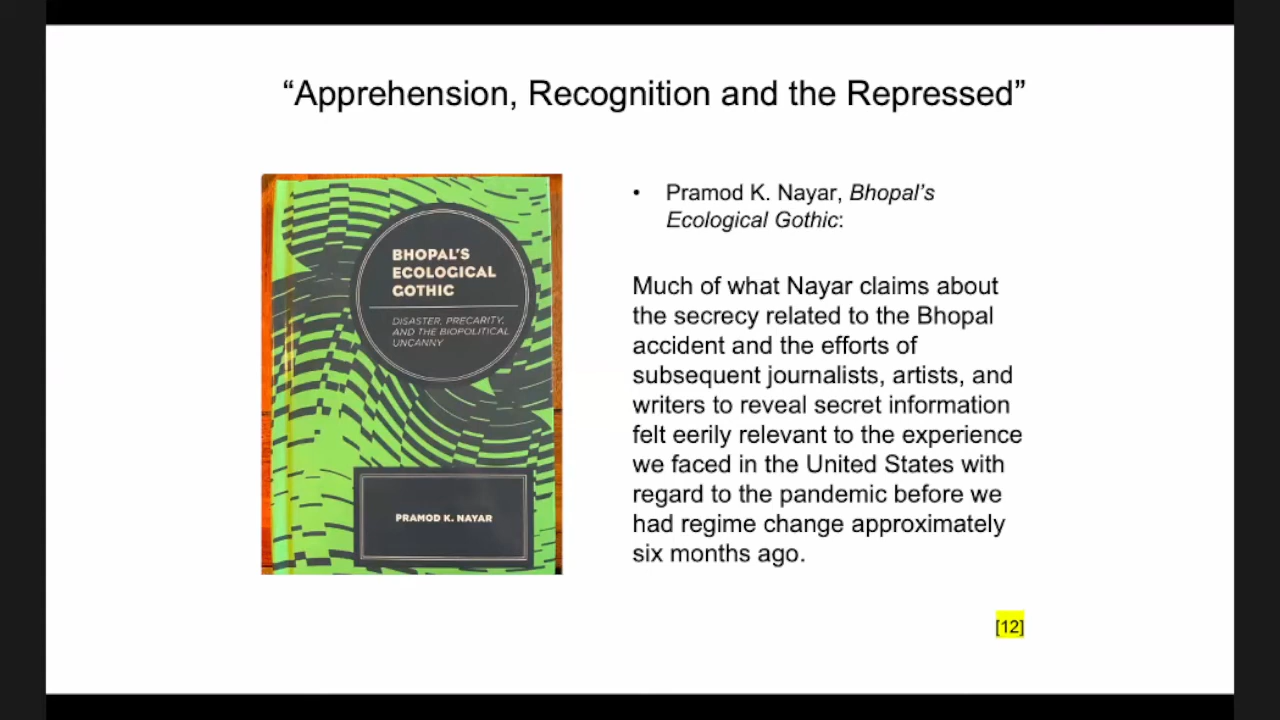 “Apprehension, Recognition and the Repressed”
BHOPAL’S
ECOLOGICAL
GOTHIC
DISASTER, PRECARITY,
AND THE BIOPOLITICAL
UNCANNY
PRAMOD K. NAYAR
• Pramod K. Nayar, Bhopal’s
Ecological Gothic:
Much of what Nayar claims about
the secrecy related to the Bhopal
accident and the efforts of
subsequent journalists, artists, and
writers to reveal secret information
felt eerily relevant to the experience
we faced in the United States with
regard to the pandemic before we
had regime change approximately
six months ago.
[12]